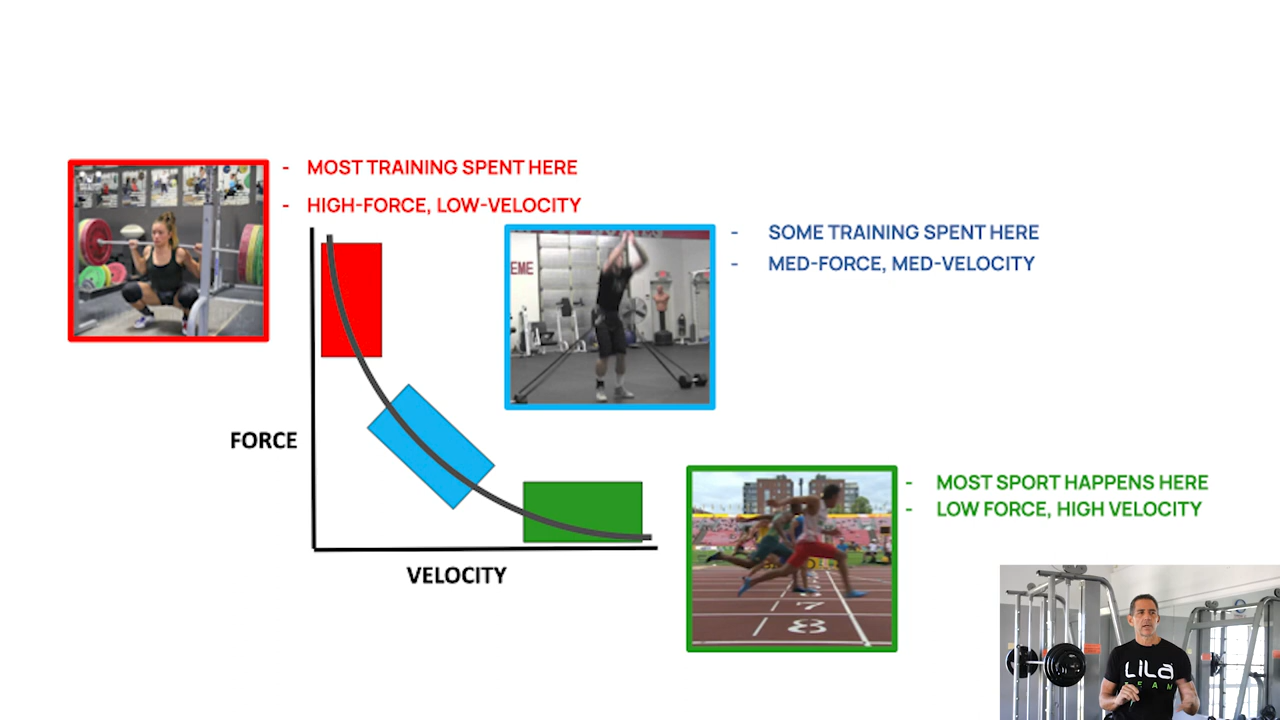 - MOST TRAINING SPENT HERE
- HIGH-FORCE, LOW-VELOCITY
- SOME TRAINING SPENT HERE
- MED-FORCE, MED-VELOCITY
EME
FORCE
- MOST SPORT HAPPENS HERE
- LOW FORCE, HIGH VELOCITY
VELOCITY
7
8
LILA
TEAM